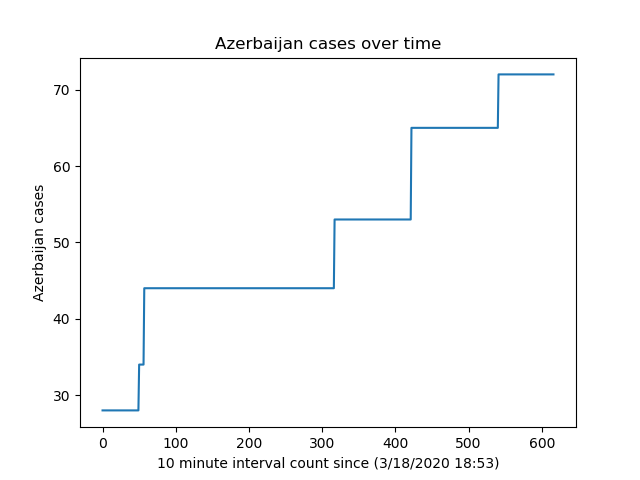 Azerbaijan cases over time
70
60
50
40
30
Azerbaijan cases
0 100 200 300 400 500 600
10 minute interval count since (3/18/2020 18:53)